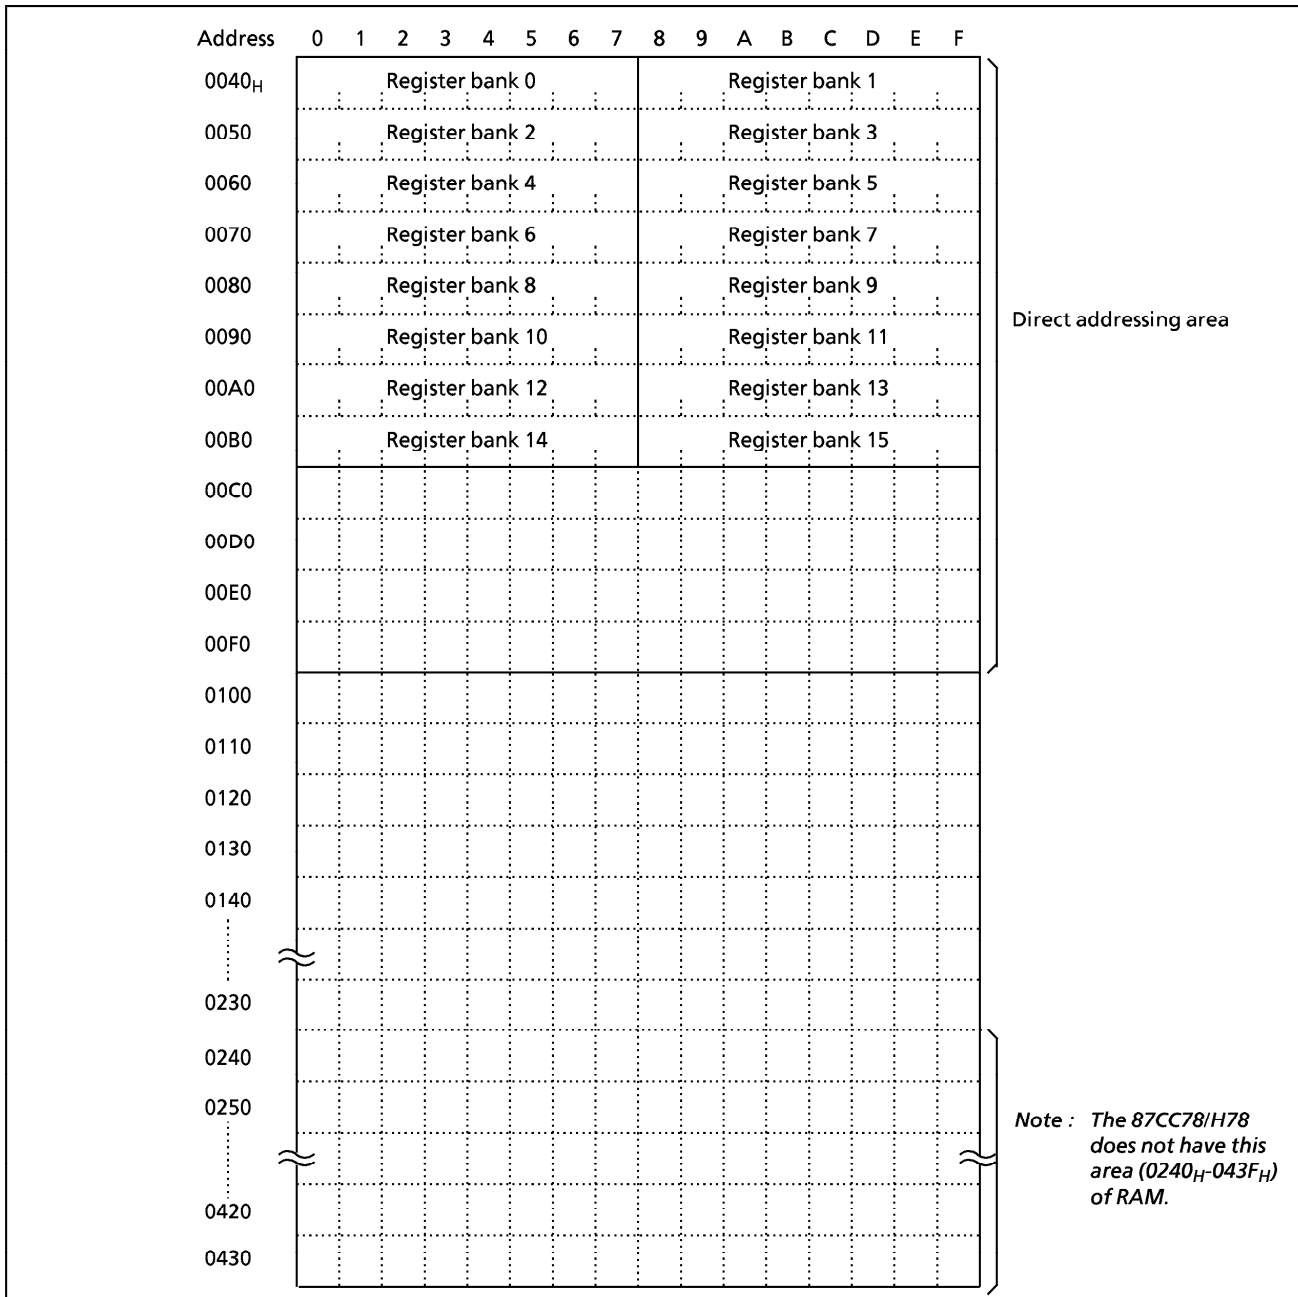 Address 0 1 2 3 4 5 6 7 8 9 A B C D E F
0040H Register bank 0 Register bank 1
0050 Register bank 2 Register bank 3
0060 Register bank 4 Register bank 5
0070 Register bank 6 Register bank 7
0080 Register bank 8 Register bank 9
0090 Register bank 10 Register bank 11
Direct addressing area
00A0 Register bank 12 Register bank 13
00B0 Register bank 14 Register bank 15
00C0
00D0
00E0
00F0
0100
0110
0120
0130
0140
0230
0240
0250
Note : The 87CC78/H78
does not have this
area (0240H-043FH)
of RAM.
0420
0430